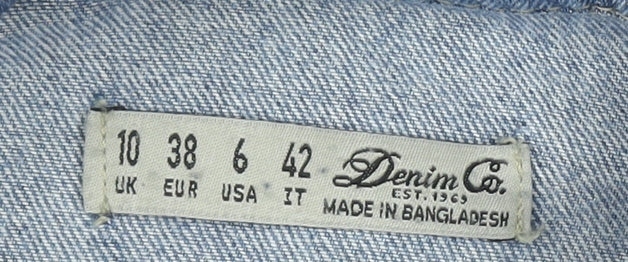 10 38 6 42 Denim Co.
UK EUR USA IT EST. 1969
MADE IN BANGLADESH